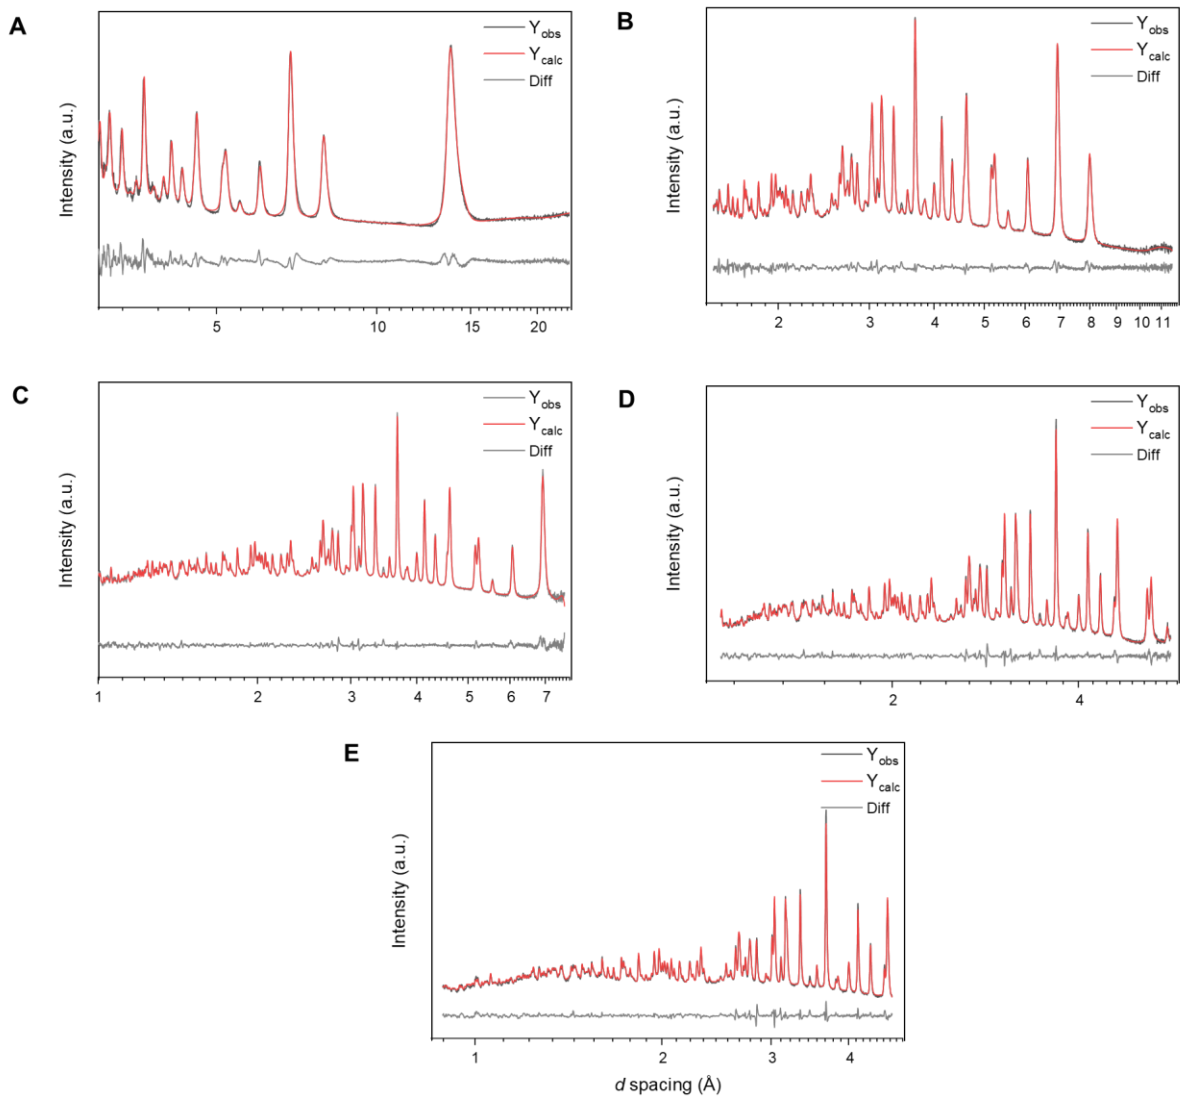 A
Y_obs
Y_calc
Diff
Intensity (a.u.)
5 10 15 20
B
Y_obs
Y_calc
Diff
Intensity (a.u.)
2 3 4 5 6 7 8 9 10 11
C
Y_obs
Y_calc
Diff
Intensity (a.u.)
1 2 3 4 5 6 7
D
Y_obs
Y_calc
Diff
Intensity (a.u.)
2 4
E
Y_obs
Y_calc
Diff
Intensity (a.u.)
1 2 3 4
d spacing (Å)